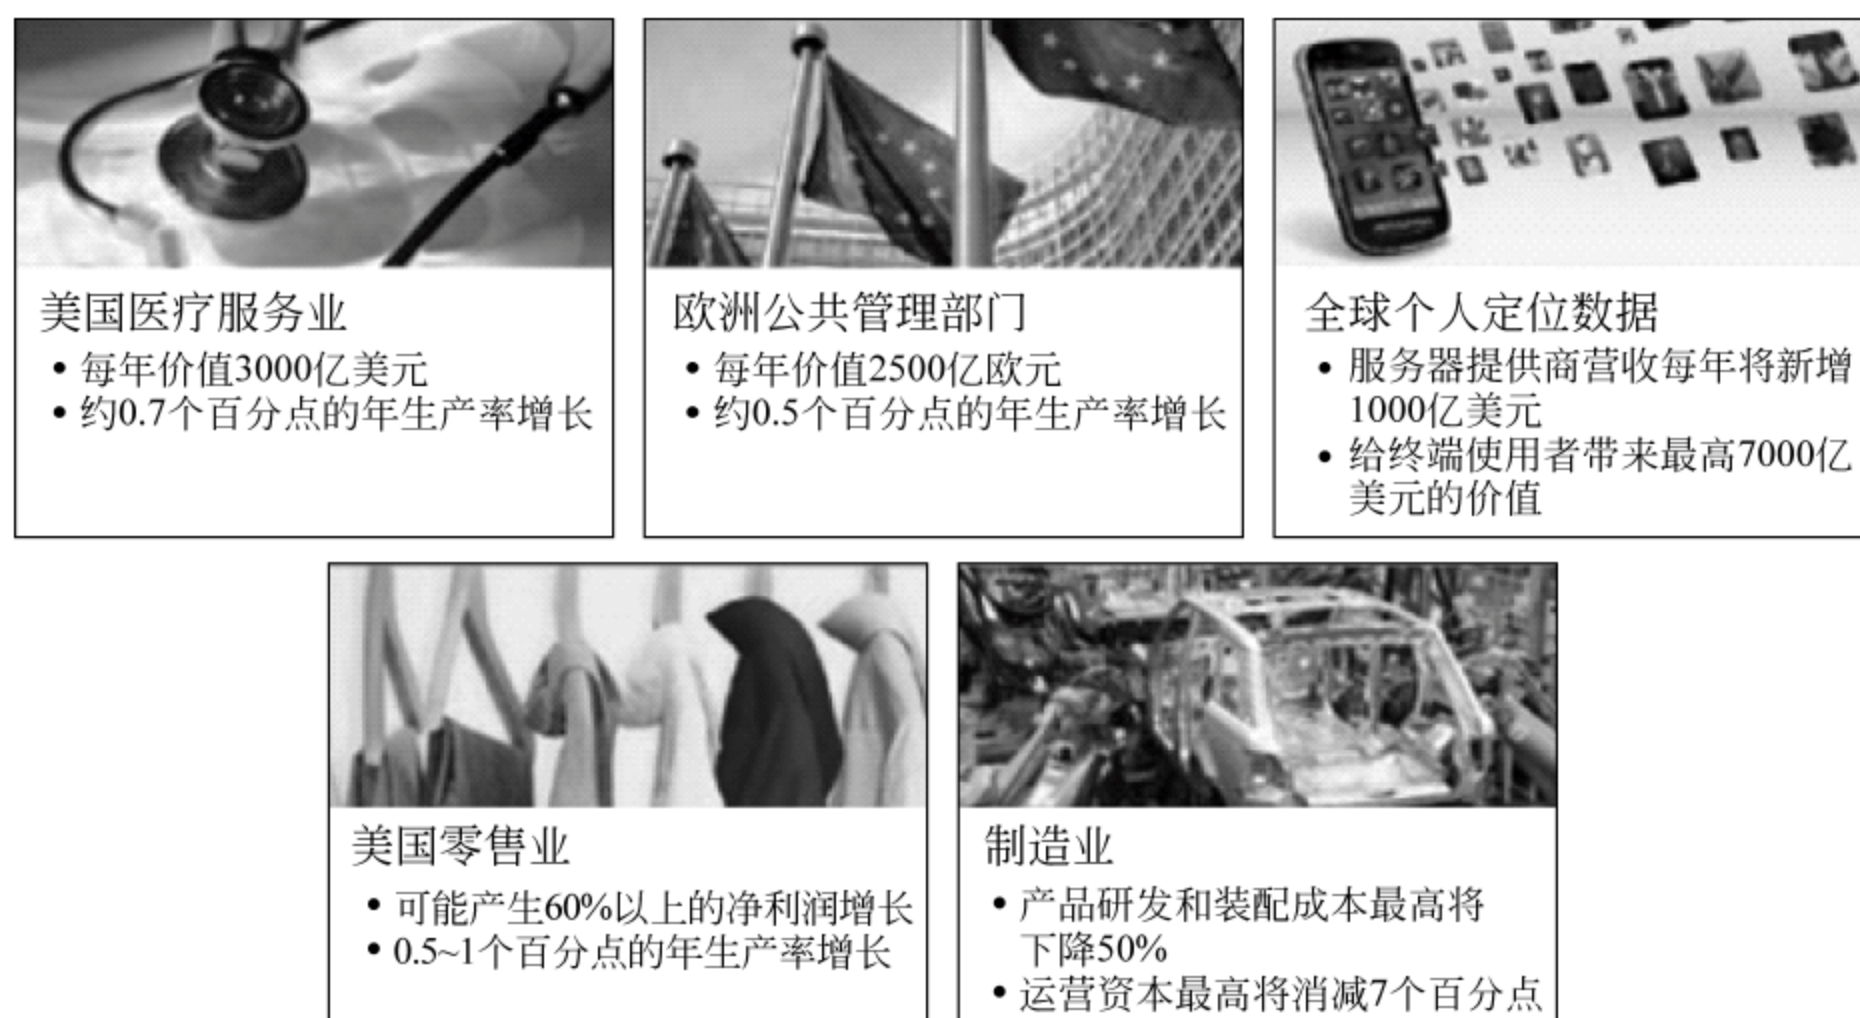 美国医疗服务业
• 每年价值3000亿美元
• 约0.7个百分点的年生产率增长
欧洲公共管理部门
• 每年价值2500亿欧元
• 约0.5个百分点的年生产率增长
全球个人定位数据
• 服务器提供商营收每年将新增
1000亿美元
• 给终端使用者带来最高7000亿
美元的价值
美国零售业
• 可能产生60%以上的净利润增长
• 0.5~1个百分点的年生产率增长
制造业
• 产品研发和装配成本最高将
下降50%
• 运营资本最高将消减7个百分点